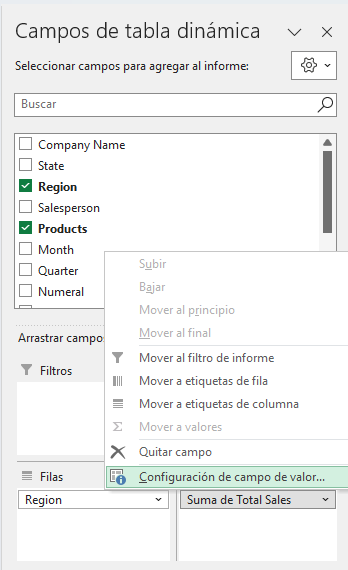 Campos de tabla dinámica
Seleccionar campos para agregar al informe:
Buscar
Company Name
State
Region
Salesperson
Products
Month
Quarter
Numeral
Subir
Bajar
Mover al principio
Mover al final
Arrastrar campos
Mover al filtro de informe
Filtros
Mover a etiquetas de fila
Mover a etiquetas de columna
Mover a valores
Quitar campo
Filas
Configuración de campo de valor...
Region
Suma de Total Sales